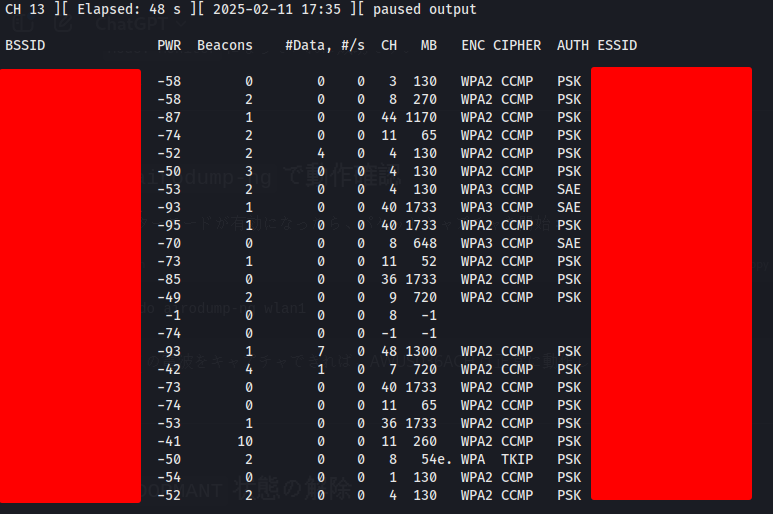 CH 13 ][ Elapsed: 48 s ][ 2025-02-11 17:35 ][ paused output
BSSID PWR Beacons #Data, #/s CH MB ENC CIPHER AUTH ESSID
-58 0 0 0 3 130 WPA2 CCMP PSK
-58 2 0 0 8 270 WPA2 CCMP PSK
-87 1 0 0 44 1170 WPA2 CCMP PSK
-74 2 0 0 11 65 WPA2 CCMP PSK
-52 2 4 0 4 130 WPA2 CCMP PSK
-50 3 0 0 4 130 WPA2 CCMP PSK
-53 2 0 0 4 130 WPA3 CCMP SAE
-93 1 0 0 40 1733 WPA3 CCMP SAE
-95 1 0 0 40 1733 WPA2 CCMP PSK
-70 0 0 0 8 648 WPA3 CCMP SAE
-73 1 0 0 11 52 WPA2 CCMP PSK
-85 0 0 0 36 1733 WPA2 CCMP PSK
-49 2 0 0 9 720 WPA2 CCMP PSK
-1 0 0 0 8 -1
-74 0 0 0 -1 -1
-93 1 7 0 48 1300 WPA2 CCMP PSK
-42 4 1 0 7 720 WPA2 CCMP PSK
-73 0 0 0 40 1733 WPA2 CCMP PSK
-74 0 0 0 11 65 WPA2 CCMP PSK
-53 1 0 0 36 1733 WPA2 CCMP PSK
-41 10 0 0 11 260 WPA2 CCMP PSK
-50 2 0 0 8 54e. WPA TKIP PSK
-54 0 0 0 1 130 WPA2 CCMP PSK
-52 2 0 0 4 130 WPA2 CCMP PSK